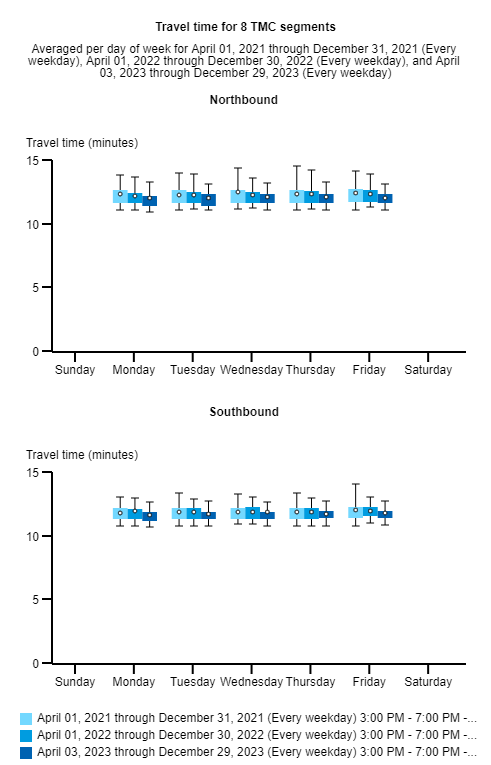 Travel time for 8 TMC segments
Averaged per day of week for April 01, 2021 through December 31, 2021 (Every
weekday), April 01, 2022 through December 30, 2022 (Every weekday), and April
03, 2023 through December 29, 2023 (Every weekday)
Northbound
Travel time (minutes)
15
10
5
0
Sunday Monday Tuesday Wednesday Thursday Friday Saturday
Southbound
Travel time (minutes)
15
10
5
0
Sunday Monday Tuesday Wednesday Thursday Friday Saturday
April 01, 2021 through December 31, 2021 (Every weekday) 3:00 PM - 7:00 PM -...
April 01, 2022 through December 30, 2022 (Every weekday) 3:00 PM - 7:00 PM -...
April 03, 2023 through December 29, 2023 (Every weekday) 3:00 PM - 7:00 PM -...